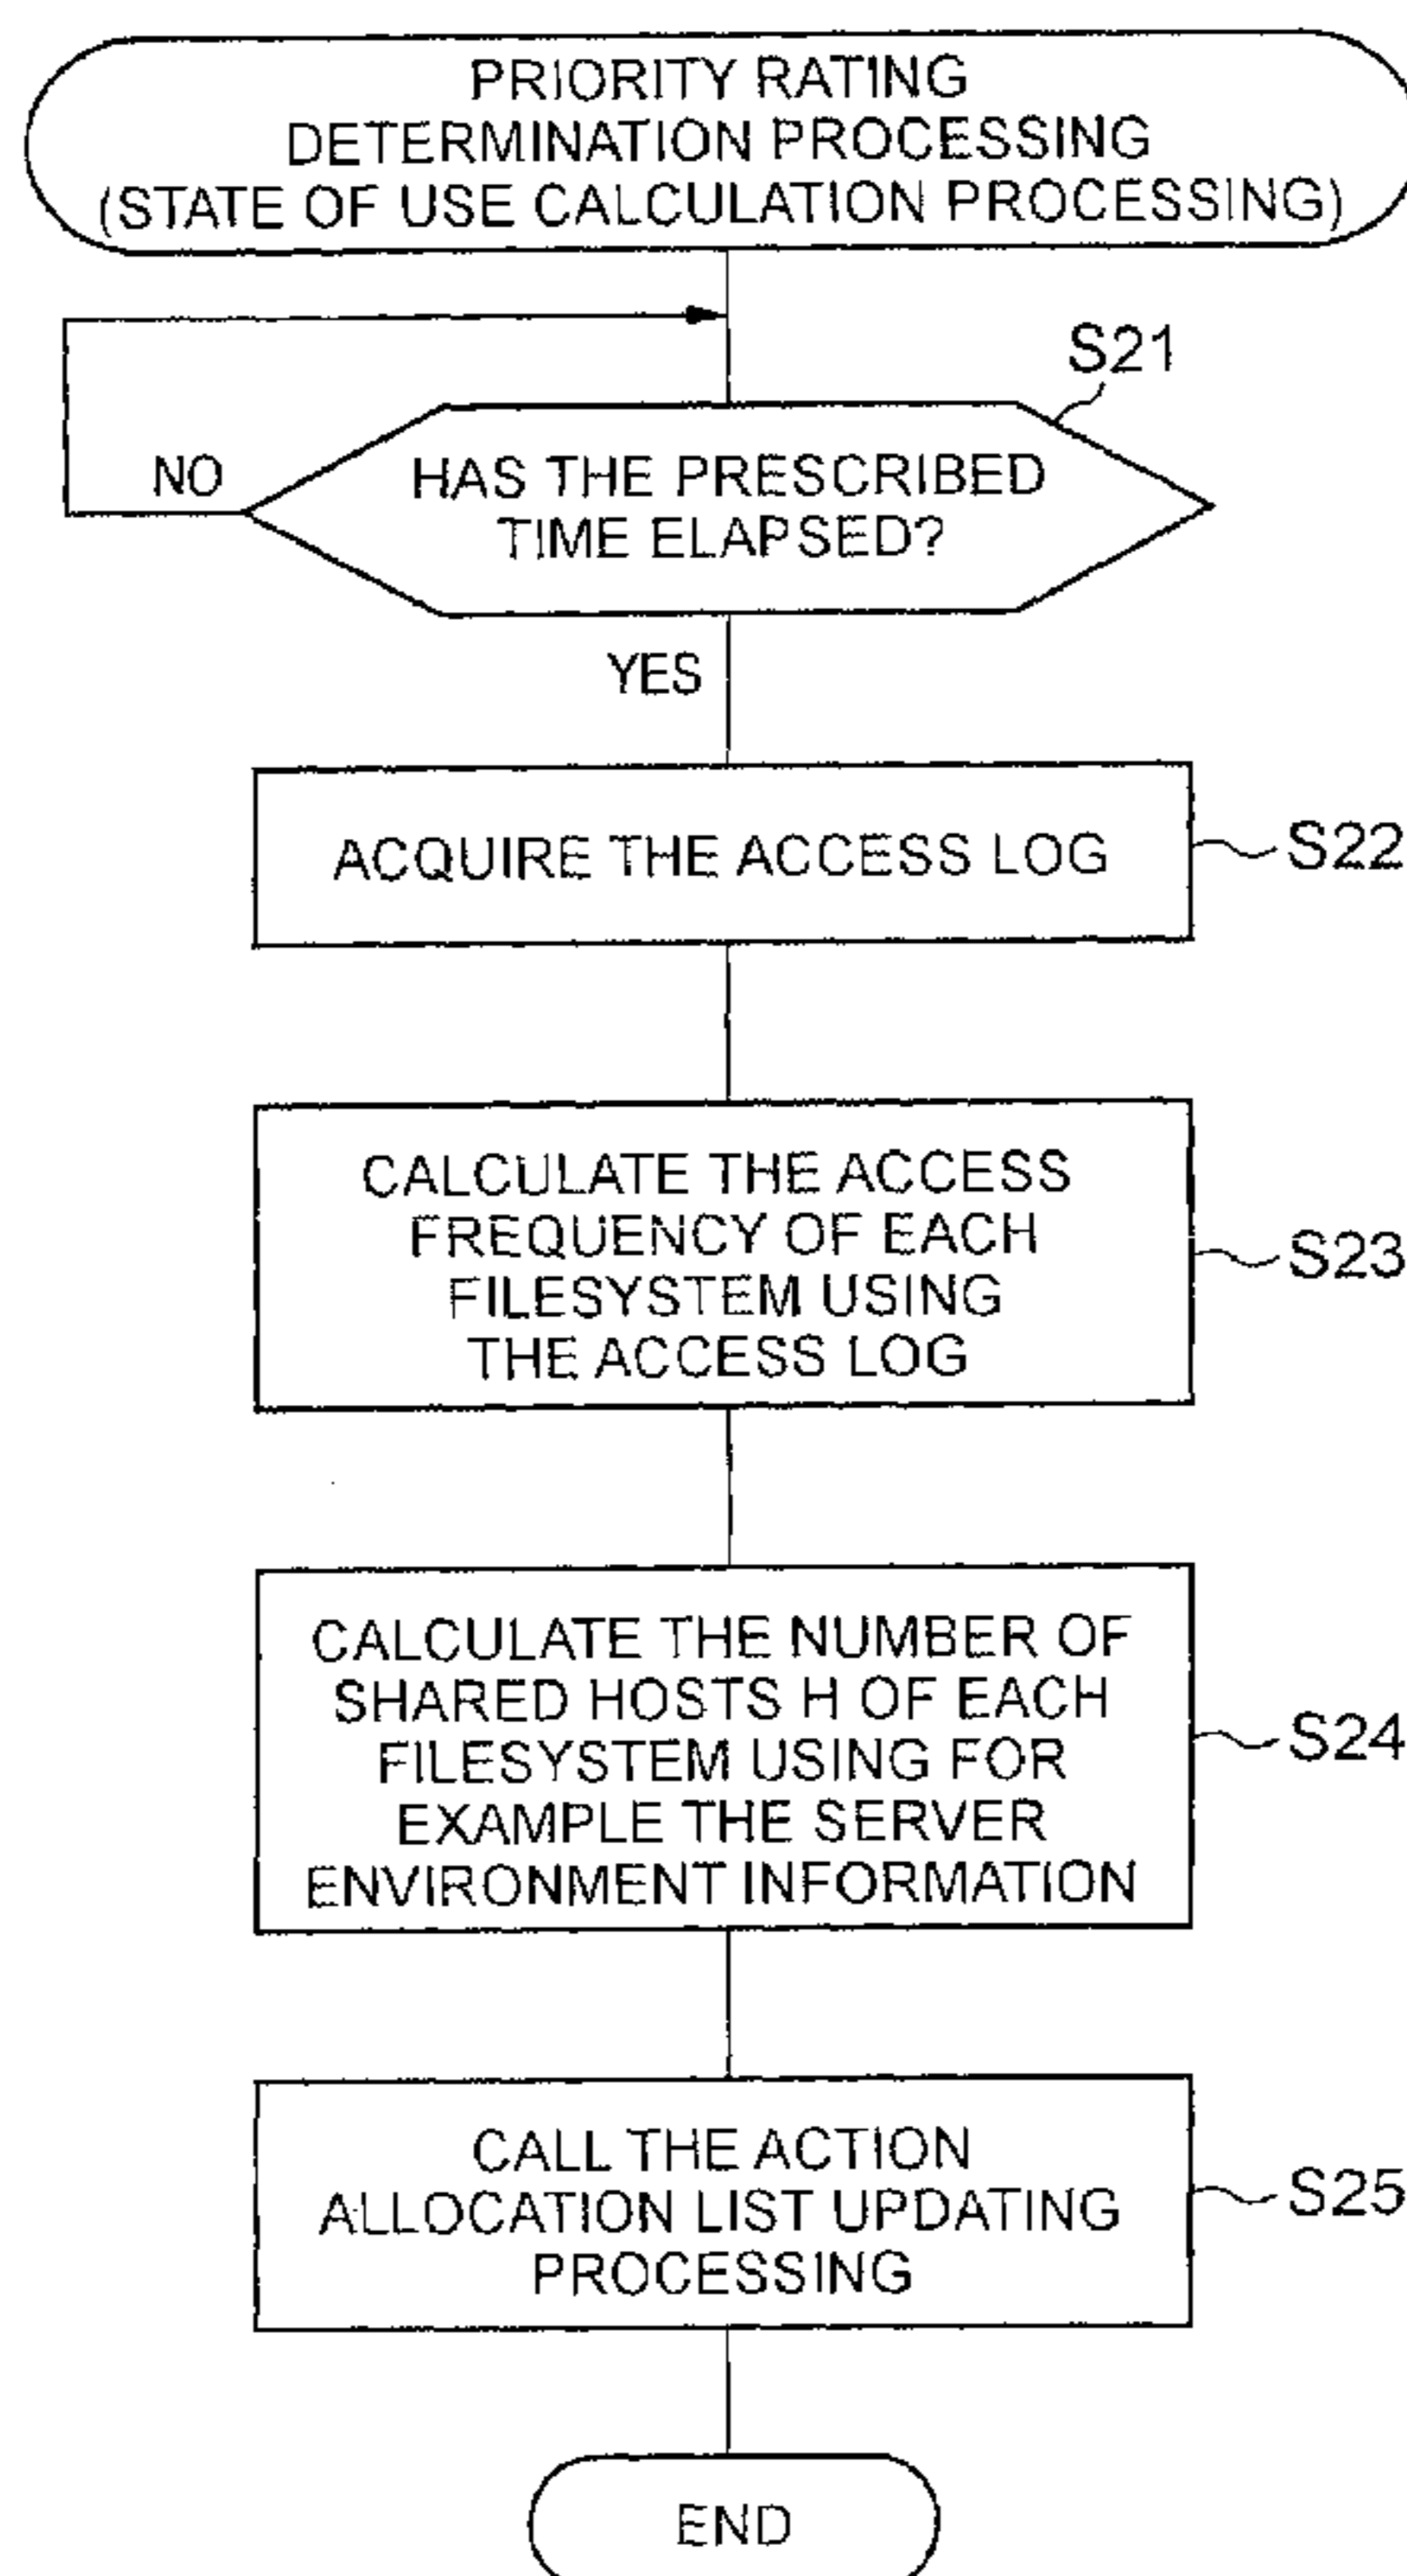 PRIORITY RATING
DETERMINATION PROCESSING
(STATE OF USE CALCULATION PROCESSING)
S21
HAS THE PRESCRIBED
TIME ELAPSED?
NO
YES
ACQUIRE THE ACCESS LOG
S22
CALCULATE THE ACCESS
FREQUENCY OF EACH
FILESYSTEM USING
THE ACCESS LOG
S23
CALCULATE THE NUMBER OF
SHARED HOSTS H OF EACH
FILESYSTEM USING FOR
EXAMPLE THE SERVER
ENVIRONMENT INFORMATION
S24
CALL THE ACTION
ALLOCATION LIST UPDATING
PROCESSING
S25
END